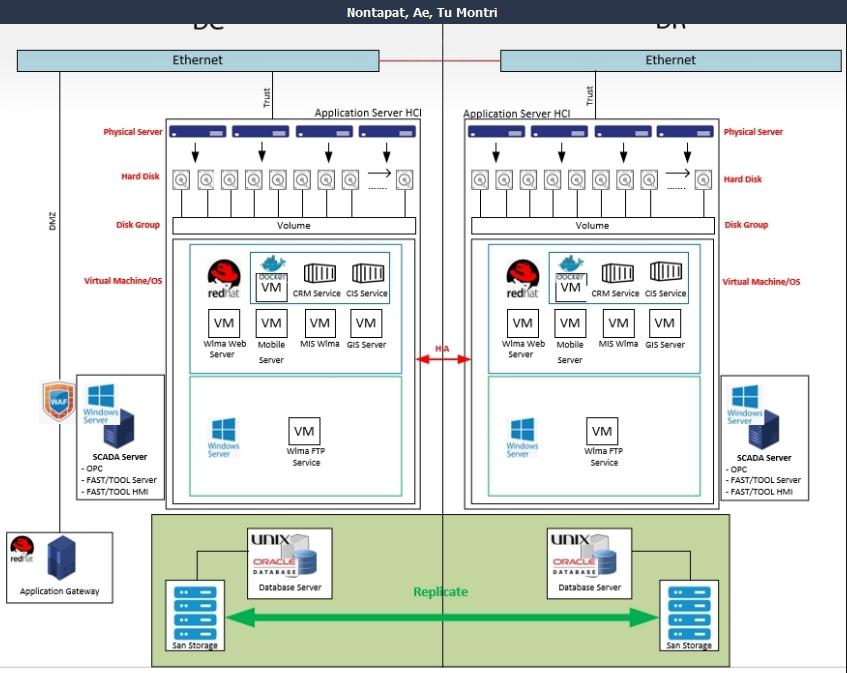 Nontapat, Ae, Tu Montri
DC
DR
Ethernet
Ethernet
Trust
Trust
Application Server HCI
Application Server HCI
Physical Server
Physical Server
Hard Disk
Hard Disk
DMZ
Disk Group
Volume
Volume
Disk Group
Virtual Machine/OS
Virtual Machine/OS
redhat
docker
VM
CRM Service
CIS Service
redhat
docker
VM
CRM Service
CIS Service
VM
VM
VM
VM
VM
VM
VM
VM
Wlma Web
Server
Mobile
Server
MIS Wlma
GIS Server
HA
Wlma Web
Server
Mobile
Server
MIS Wlma
GIS Server
WAF
Windows
Server
SCADA Server
- OPC
- FAST/TOOL Server
- FAST/TOOL HMI
Windows
Server
VM
Wlma FTP
Service
Windows
Server
VM
Wlma FTP
Service
Windows
Server
SCADA Server
- OPC
- FAST/TOOL Server
- FAST/TOOL HMI
redhat
Application Gateway
UNIX
ORACLE
DATABASE
Database Server
UNIX
ORACLE
DATABASE
Database Server
Replicate
San Storage
San Storage